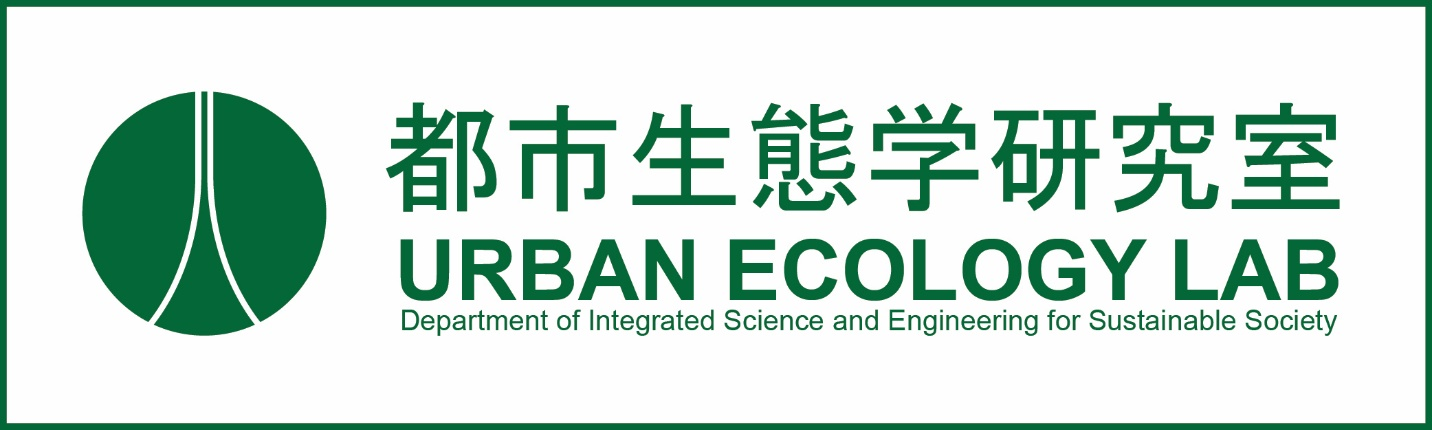 都市生態学研究室
URBAN ECOLOGY LAB
Department of Integrated Science and Engineering for Sustainable Society